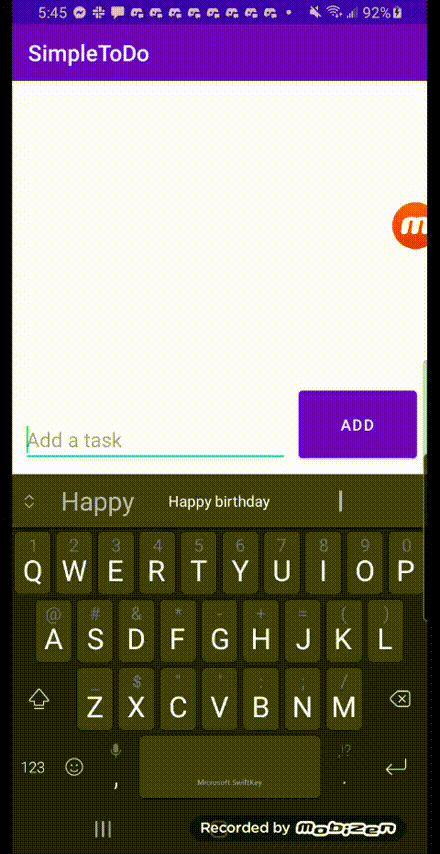 5:45 92%
SimpleToDo
m
Add a task ADD
Happy Happy birthday I
1 2 3 4 5 6 7 8 9 0
Q W E R T Y U I O P
@ # & * - + = ( )
A S D F G H J K L
_ $ " ' : ; /
Z X C V B N M
123 , !? .
Microsoft SwiftKey
Recorded by mobizen